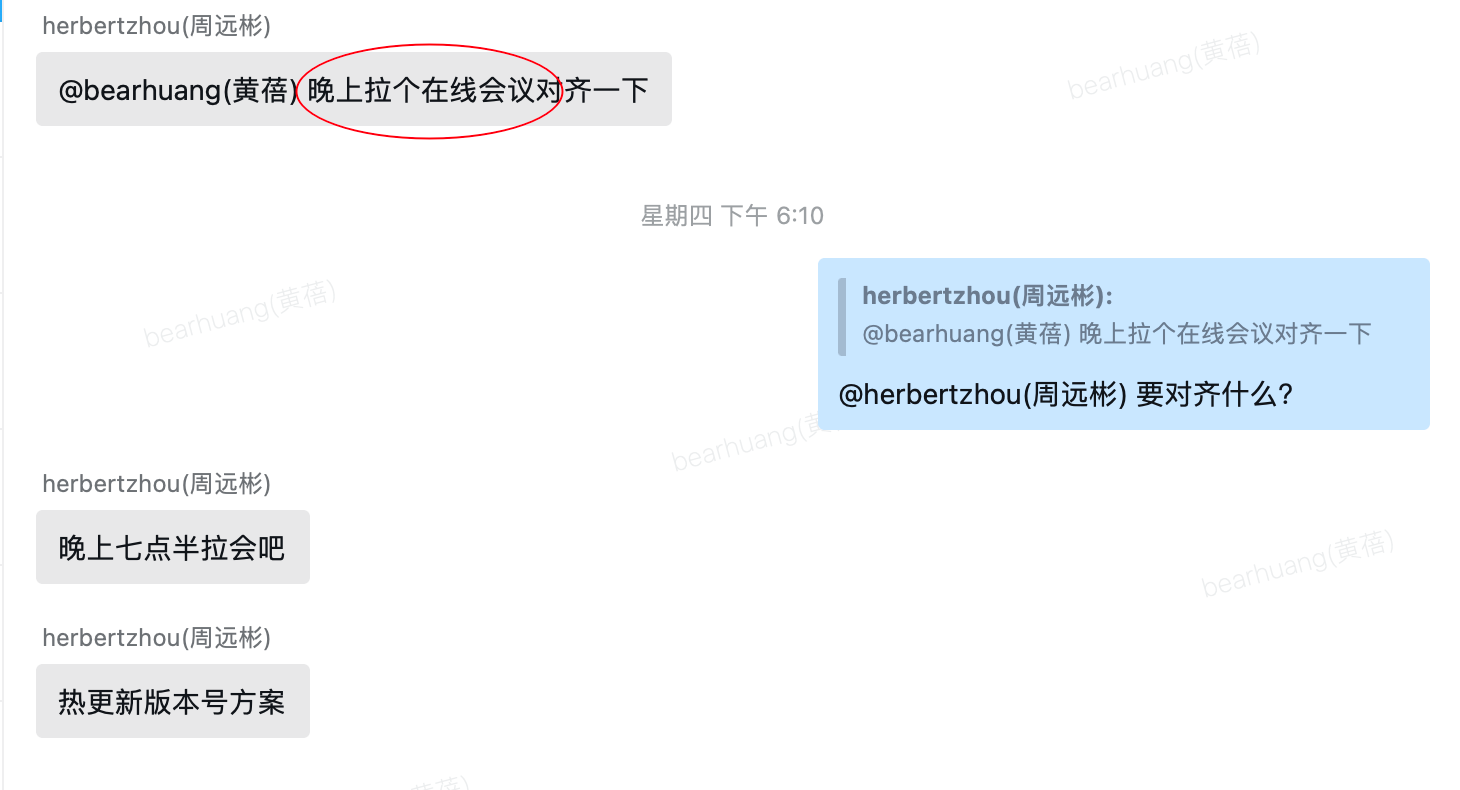 herbertzhou(周远彬)
@bearhuang(黄蓓) 晚上拉个在线会议对齐一下
bearhuang(黄蓓)
星期四 下午 6:10
herbertzhou(周远彬):
@bearhuang(黄蓓) 晚上拉个在线会议对齐一下
@herbertzhou(周远彬) 要对齐什么?
bearhuang(黄蓓)
bearhuang(黄
herbertzhou(周远彬)
晚上七点半拉会吧
bearhuang(黄蓓)
herbertzhou(周远彬)
热更新版本号方案
黄蓓)